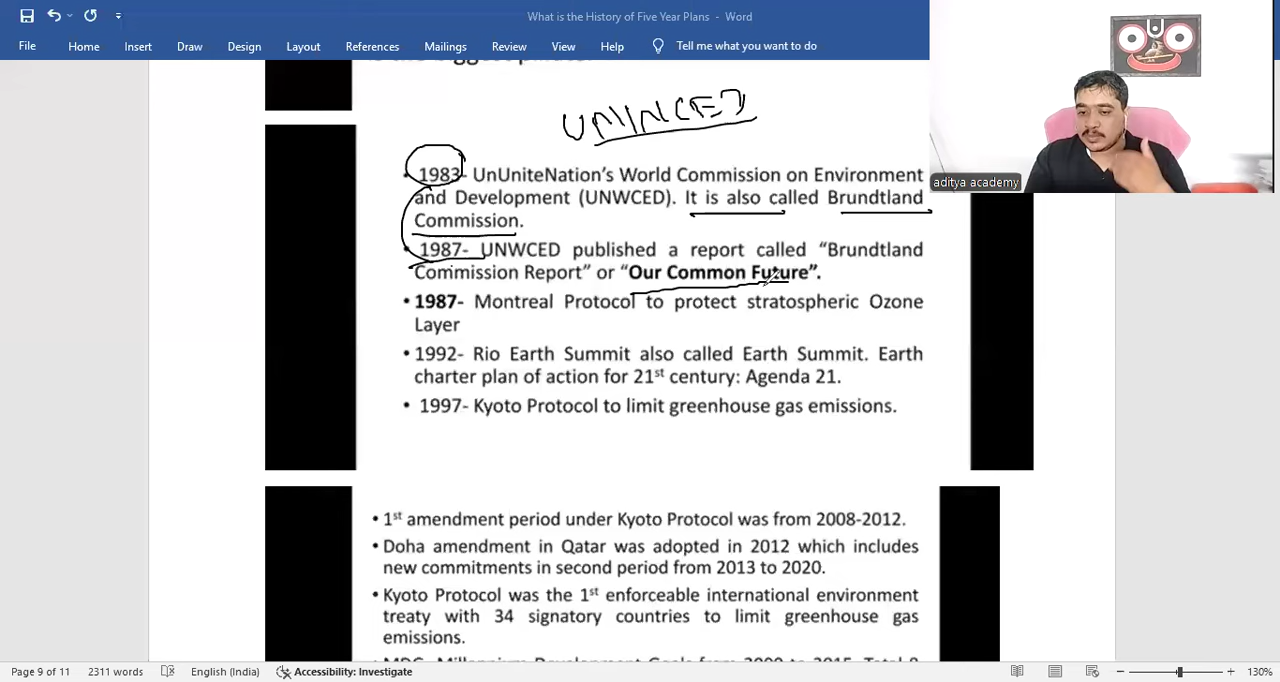 What is the History of Five Year Plans - Word
File Home Insert Draw Design Layout References Mailings Review View Help Tell me what you want to do
aditya academy
• 1983- UnUniteNation's World Commission on Environment
and Development (UNWCED). It is also called Brundtland
Commission.
• 1987- UNWCED published a report called “Brundtland
Commission Report” or “Our Common Future”.
• 1987- Montreal Protocol to protect stratospheric Ozone
Layer
• 1992- Rio Earth Summit also called Earth Summit. Earth
charter plan of action for 21st century: Agenda 21.
• 1997- Kyoto Protocol to limit greenhouse gas emissions.
• 1st amendment period under Kyoto Protocol was from 2008-2012.
• Doha amendment in Qatar was adopted in 2012 which includes
new commitments in second period from 2013 to 2020.
• Kyoto Protocol was the 1st enforceable international environment
treaty with 34 signatory countries to limit greenhouse gas
emissions.
Page 9 of 11 2311 words English (India) Accessibility: Investigate 130%